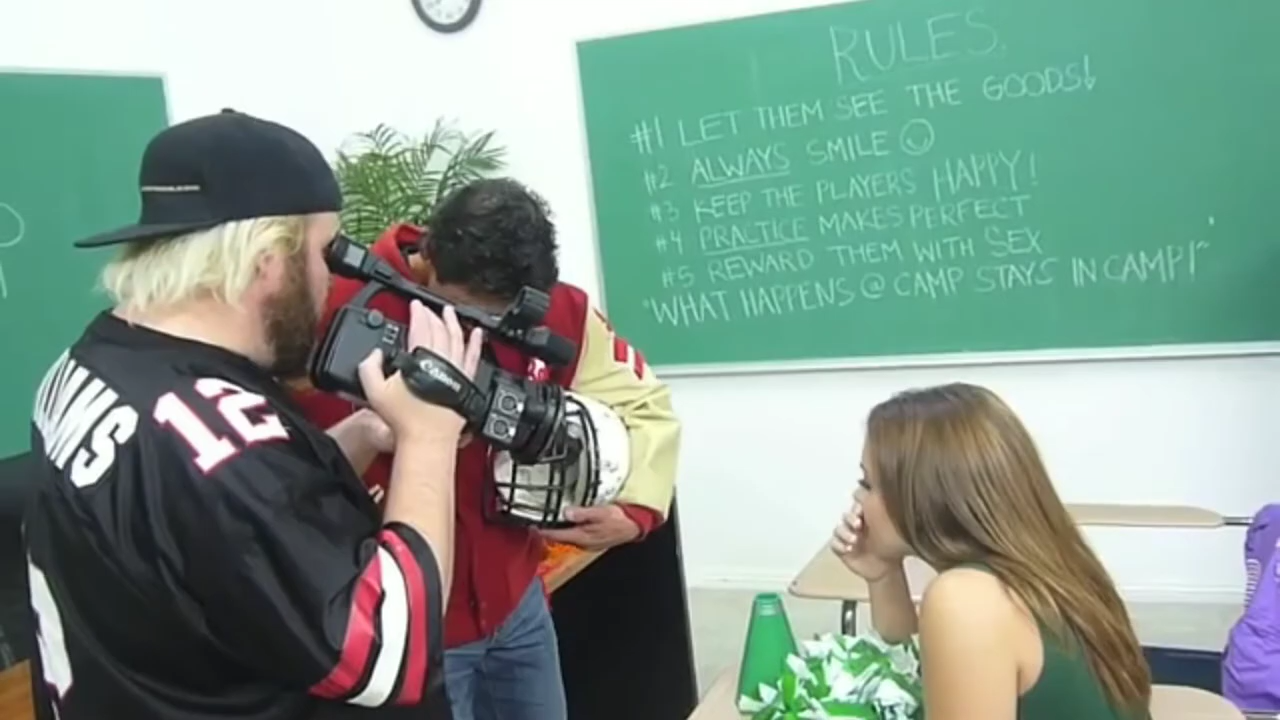 RULES.
#1 LET THEM SEE THE GOODS!
#2 ALWAYS SMILE ☺
#3 KEEP THE PLAYERS HAPPY!
#4 PRACTICE MAKES PERFECT
#5 REWARD THEM WITH SEX
"WHAT HAPPENS @ CAMP STAYS IN CAMP!~"
12
Canon